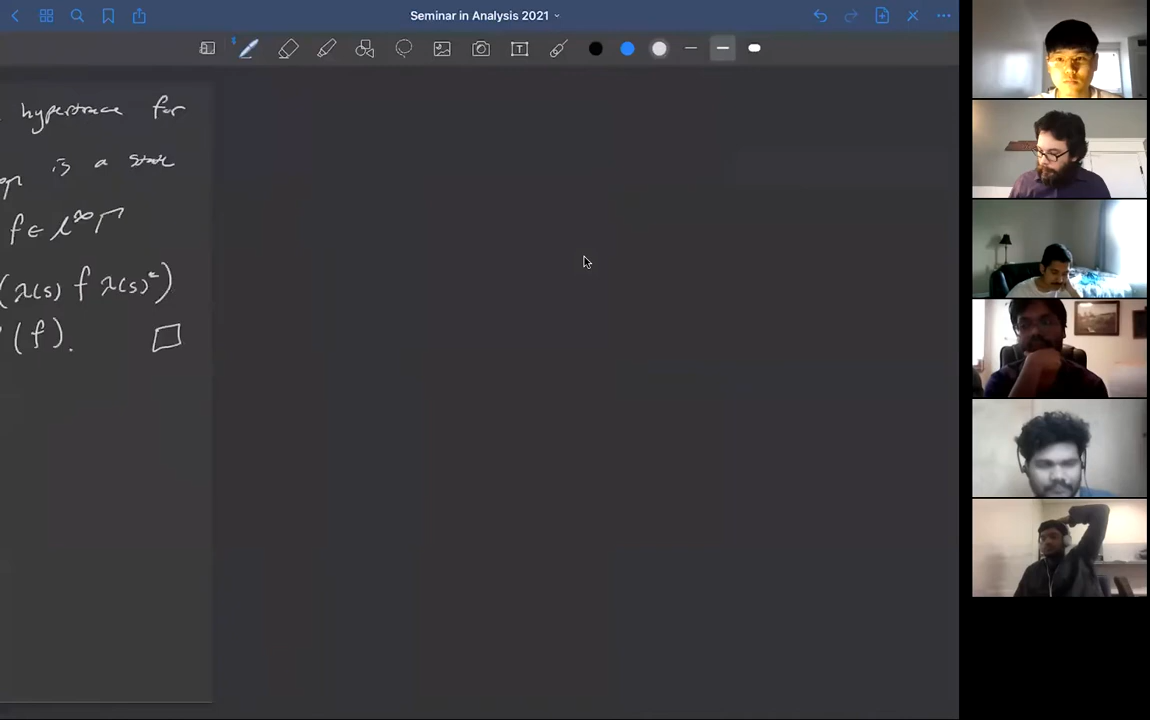 Seminar in Analysis 2021
hypertrace for
is a state
f ∈ l^∞ Γ
(λ(s) f λ(s)*)
(f). □